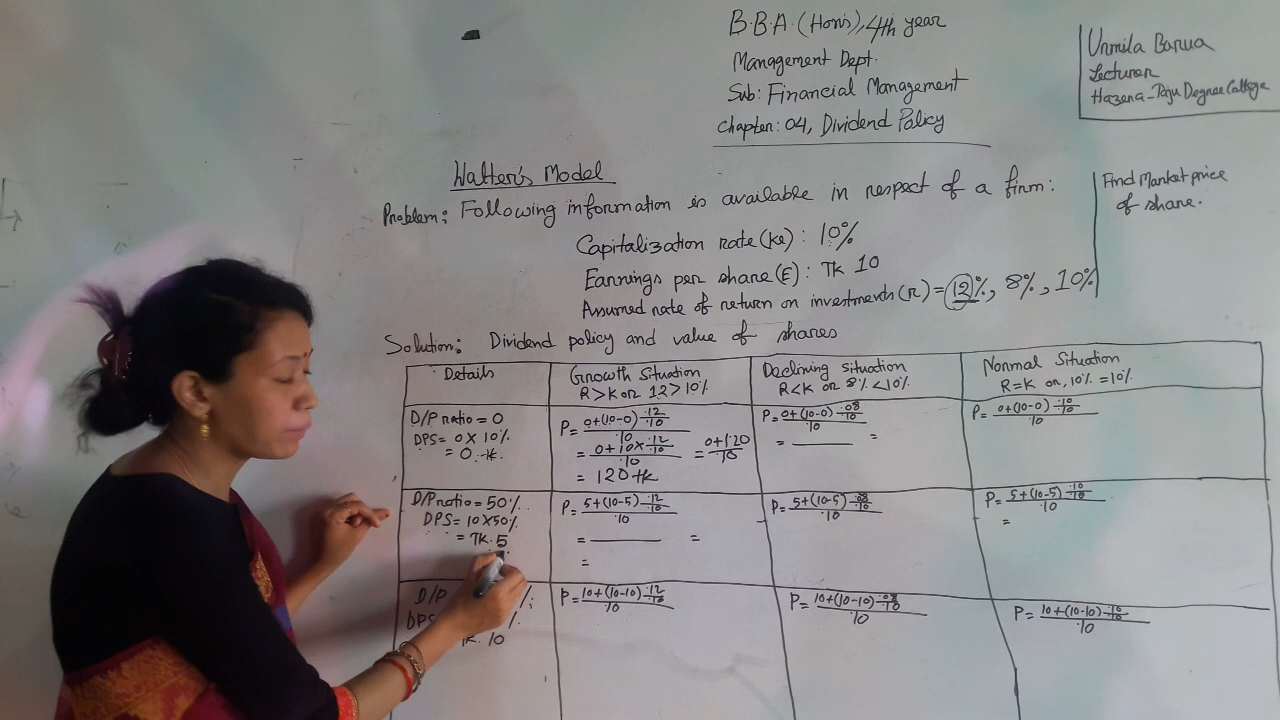 B.B.A. (Hon's), 4th year
Management Dept.
Sub: Financial Management
Chapter: 04, Dividend Policy
Urmila Barua
Lecturer
Hazera-Taju Degree College
Walter's Model
Problem: Following information is available in respect of a firm:
Capitalization rate (Ke): 10%
Earnings per share (E): TK 10
Assumed rate of return on investments (R) = 12%, 8%, 10%
Find Market price
of share.
Solution: Dividend policy and value of shares
Details
Growth Situation
R>K or 12>10%
Declining situation
R<K or 8%<10%
Normal Situation
R=K or, 10%=10%
D/P ratio = 0
DPS = 0 X 10%
= 0 tk.
P = 0+(10-0) .12/.10 / .10
= 0+10x .12/.10 / .10 = 0+1.20 / .10
= 120 tk
P = 0+(10-0) .08/.10 / .10
= =
P = 0+(10-0) .10/.10 / .10
D/P ratio = 50%
DPS = 10 X 50%
= TK. 5
P = 5+(10-5) .12/.10 / .10
= =
=
P = 5+(10-5) .08/.10 / .10
P = 5+(10-5) .10/.10 / .10
=
D/P %
DPS %
TK. 10
P = 10+(10-10) .12/.10 / .10
P = 10+(10-10) .08/.10 / .10
P = 10+(10-10) .10/.10 / .10